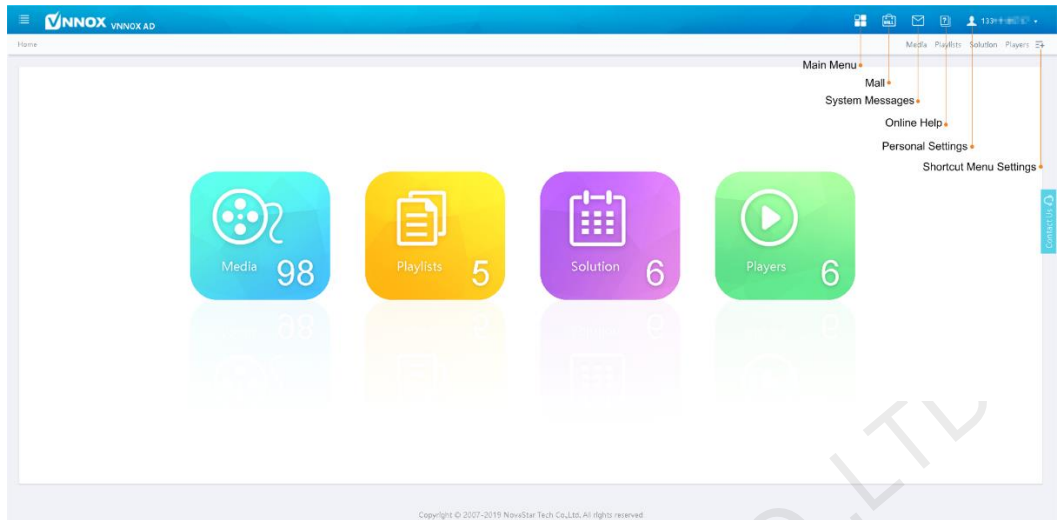 VNNOX VNNOX AD
MALL
?
Home
Media Playlists Solution Players
Main Menu
Mall
System Messages
Online Help
Personal Settings
Shortcut Menu Settings
Contact Us
Media 98
Playlists 5
Solution 6
Players 6
Copyright © 2007-2019 NovaStar Tech Co.,Ltd. All rights reserved.
O.,LTD